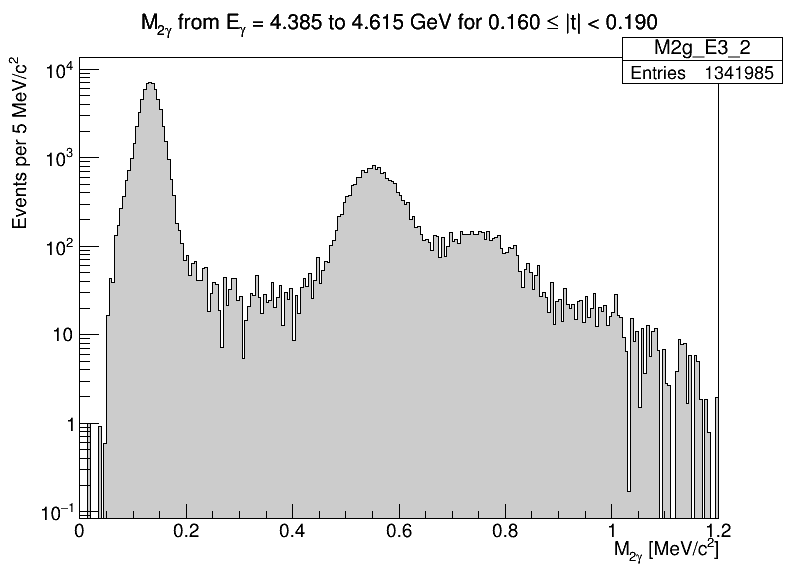 M2γ from Eγ = 4.385 to 4.615 GeV for 0.160 ≤ |t| < 0.190
M2g_E3_2
Entries 1341985
Events per 5 MeV/c²
10⁴
10³
10²
10
1
10⁻¹
0 0.2 0.4 0.6 0.8 1 1.2
M2γ [MeV/c²]